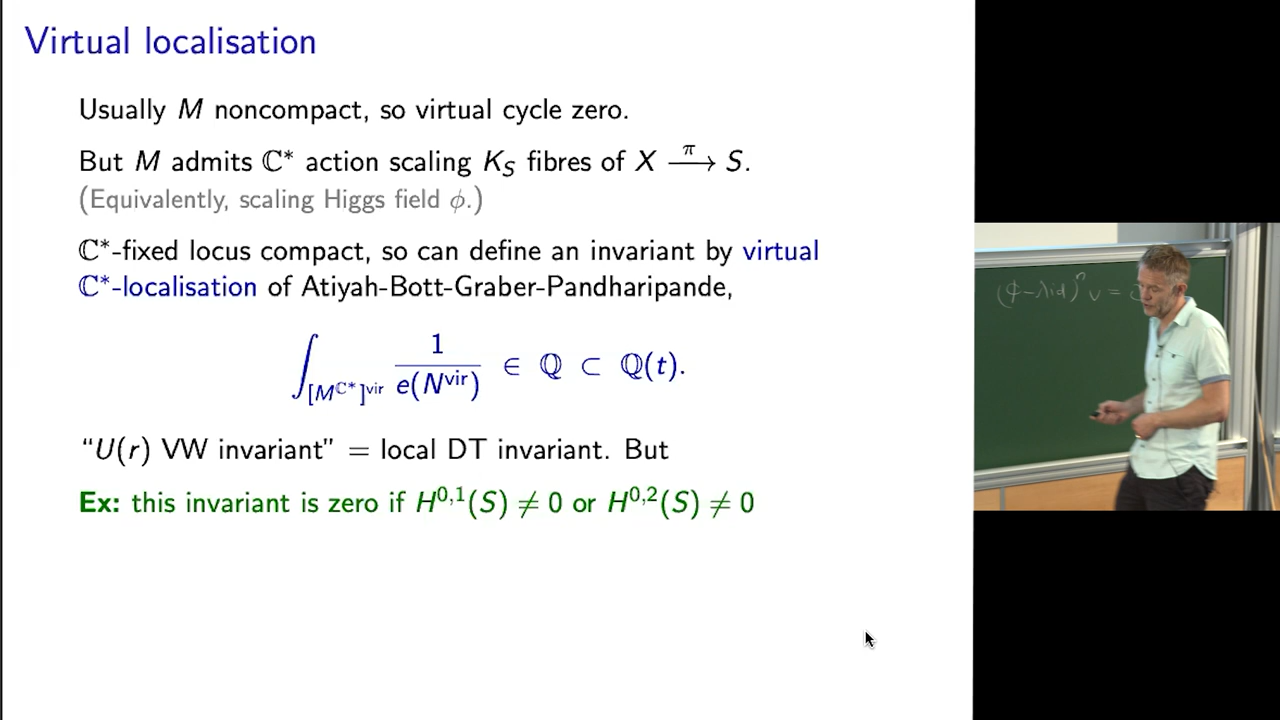 Virtual localisation
Usually M noncompact, so virtual cycle zero.
But M admits ℂ* action scaling K_S fibres of X —π→ S.
(Equivalently, scaling Higgs field ϕ.)
ℂ*-fixed locus compact, so can define an invariant by virtual
ℂ*-localisation of Atiyah-Bott-Graber-Pandharipande,
∫_{[M^{ℂ*}]^{vir}} 1/e(N^{vir}) ∈ ℚ ⊂ ℚ(t).
“U(r) VW invariant” = local DT invariant. But
Ex: this invariant is zero if H^{0,1}(S) ≠ 0 or H^{0,2}(S) ≠ 0
(ϕ−λid)^n v =